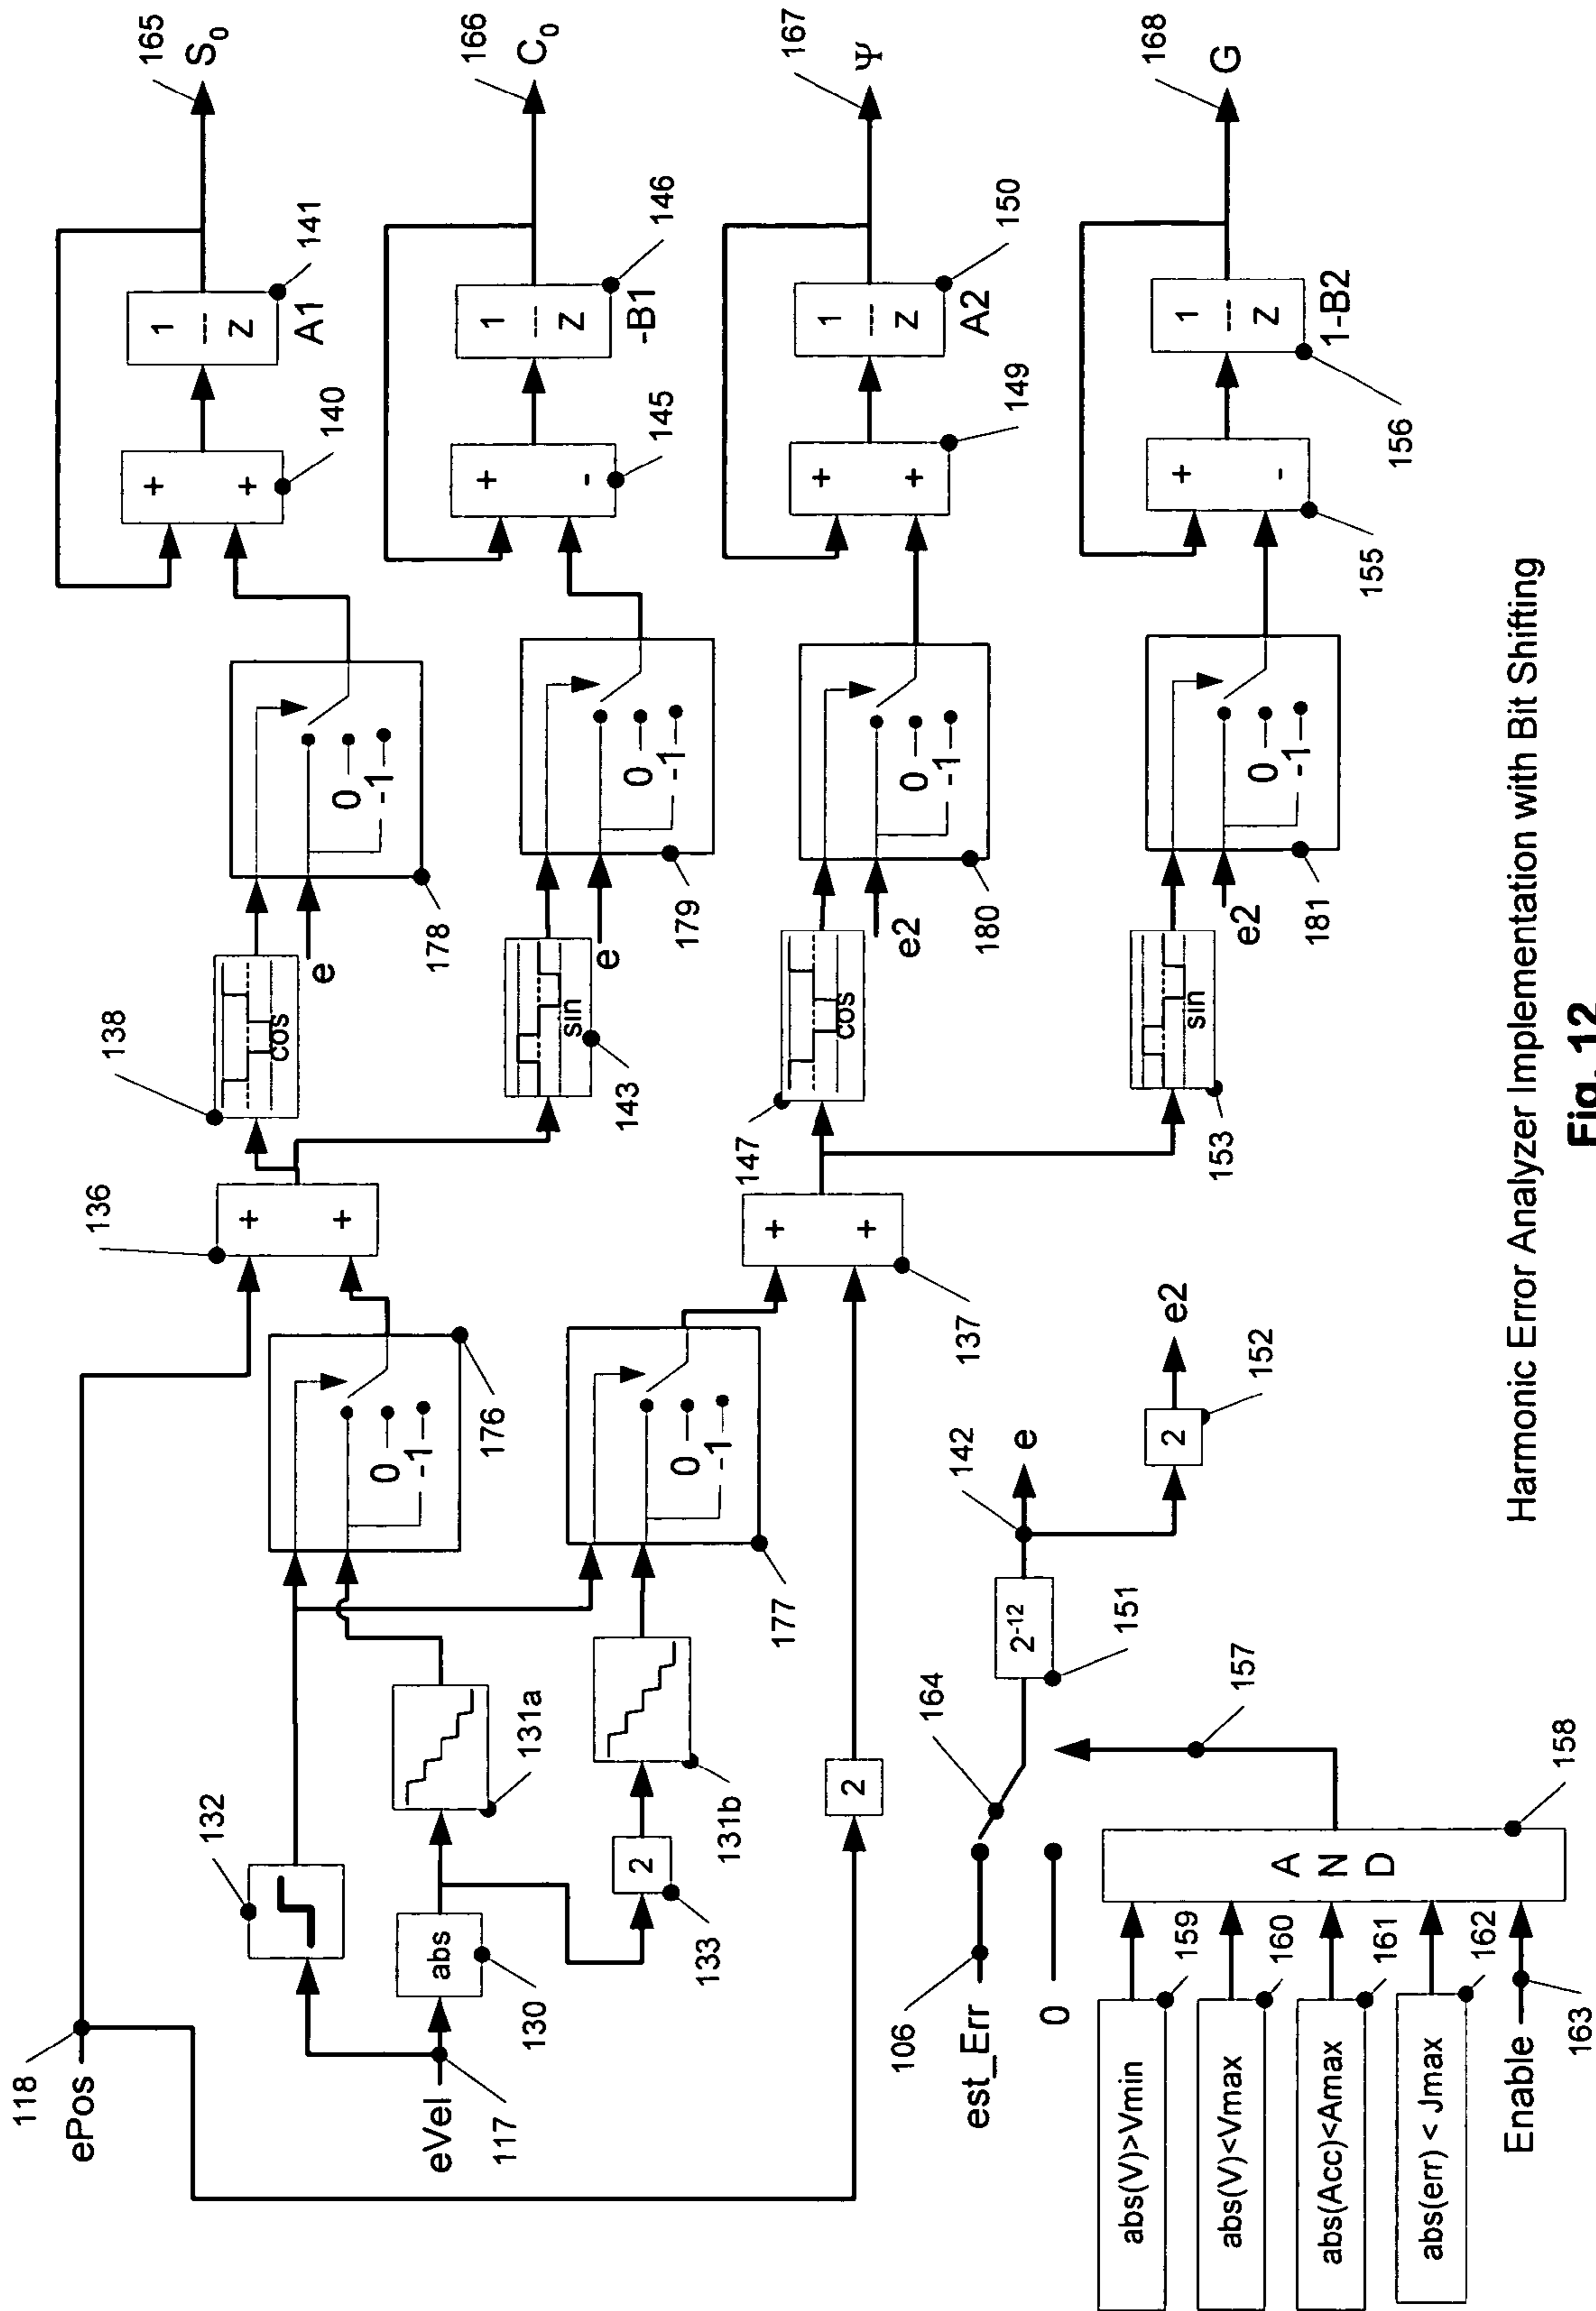 118
ePos
eVel
117
132
abs
130
131a
2
133
131b
2
0
-1
176
0
-1
177
136
+
+
+
+
137
138
cos
sin
143
147
cos
sin
153
e
0
-1
178
e
0
-1
179
e2
0
-1
180
e2
0
-1
181
+
+
140
+
-
145
+
+
149
+
-
155
1
Z
A1
141
1
Z
-B1
146
1
Z
A2
150
1
Z
1-B2
156
165
S0
166
C0
167
Ψ
168
G
106
est_Err
0
164
2-12
151
142
e
2
152
e2
157
A
N
D
158
abs(V)>Vmin
159
abs(V)<Vmax
160
abs(Acc)<Amax
161
abs(err) < Jmax
162
Enable
163
Harmonic Error Analyzer Implementation with Bit Shifting
Fig. 12